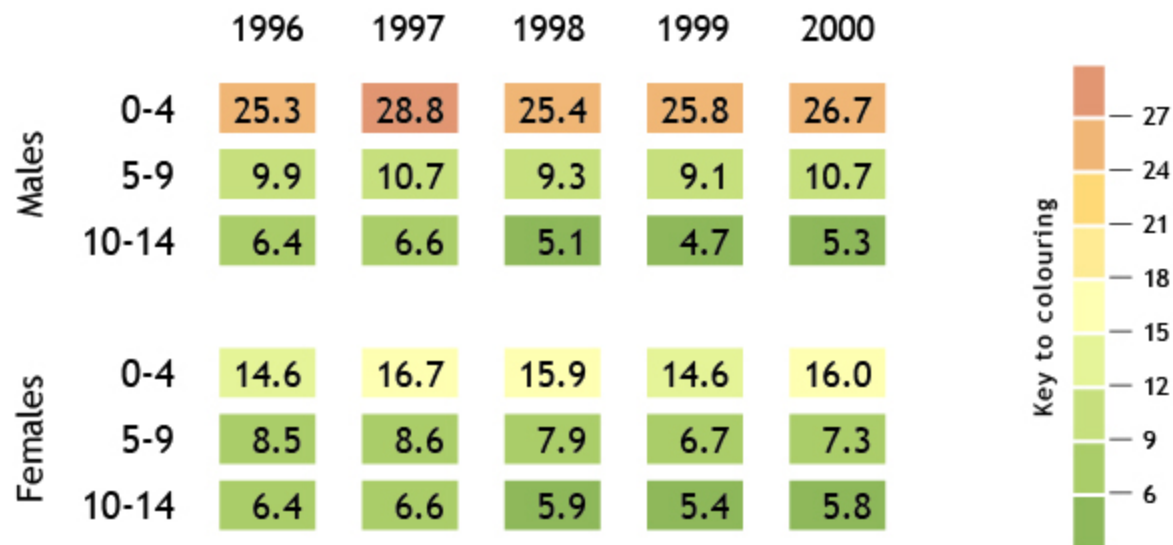 1996 1997 1998 1999 2000
Males
0-4 25.3 28.8 25.4 25.8 26.7
5-9 9.9 10.7 9.3 9.1 10.7
10-14 6.4 6.6 5.1 4.7 5.3
Females
0-4 14.6 16.7 15.9 14.6 16.0
5-9 8.5 8.6 7.9 6.7 7.3
10-14 6.4 6.6 5.9 5.4 5.8
Key to colouring
27
24
21
18
15
12
9
6